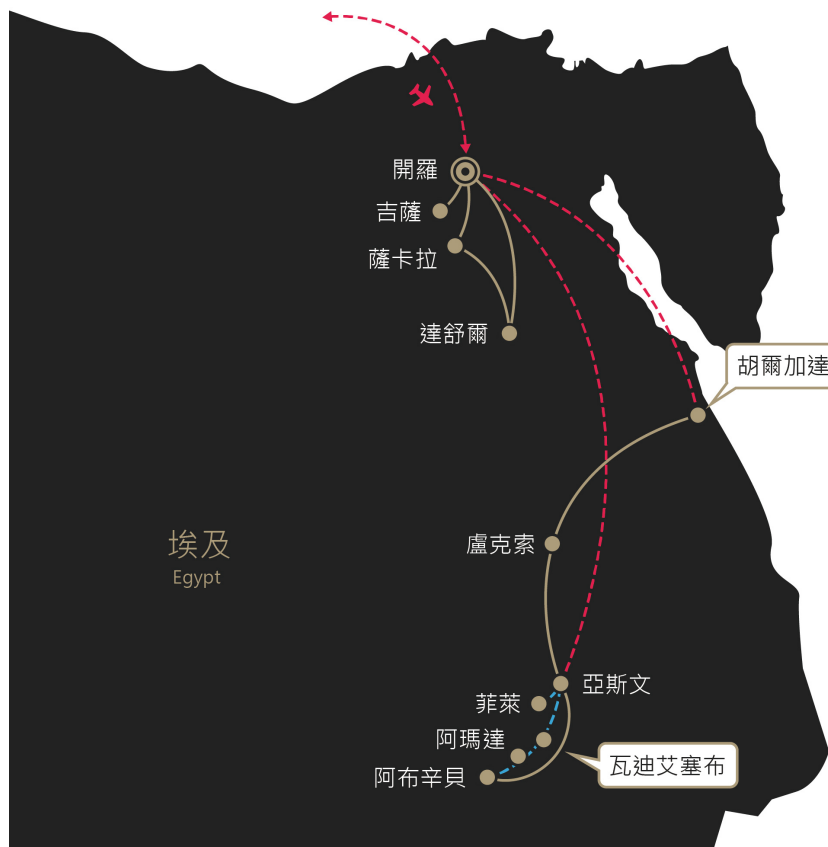 開羅
吉薩
薩卡拉
達舒爾
胡爾加達
盧克索
埃及
Egypt
亞斯文
菲萊
阿瑪達
瓦迪艾塞布
阿布辛貝